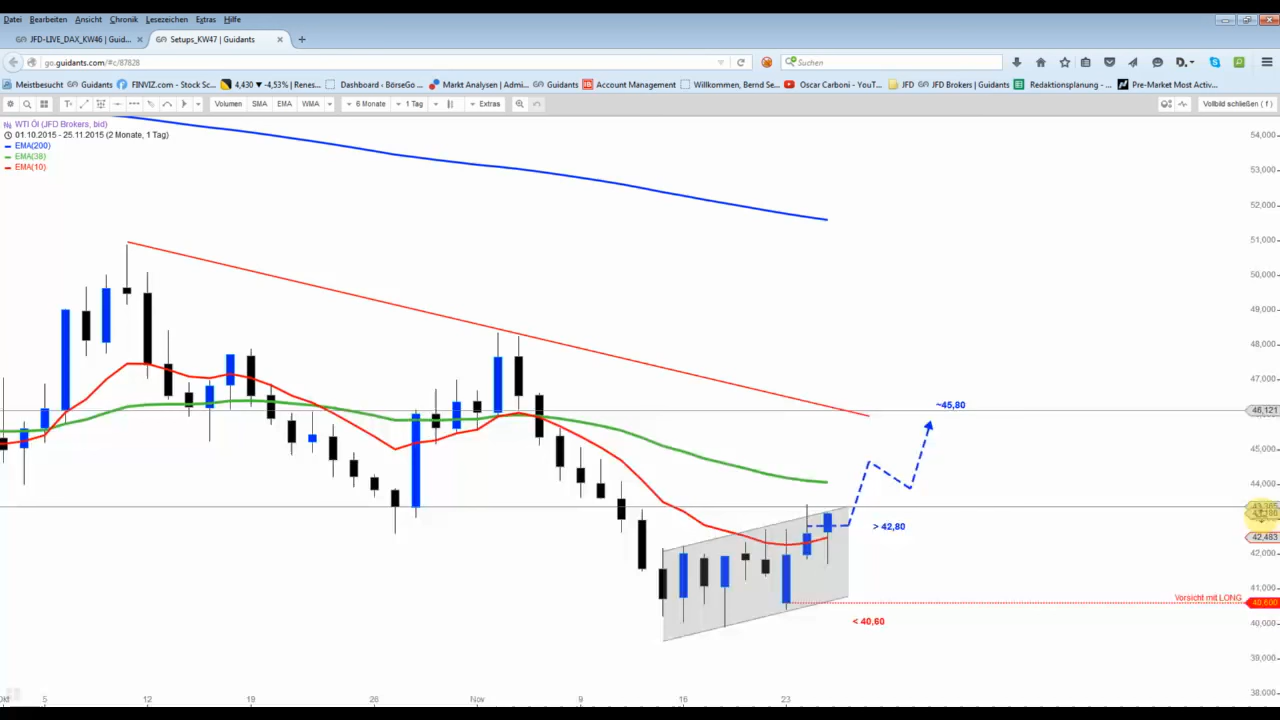 Datei Bearbeiten Ansicht Chronik Lesezeichen Extras Hilfe
JFD-LIVE_DAX_KW46 | Guid... × Setups_KW47 | Guidants × +
go.guidants.com/#c/87828 Suchen
Meistbesucht Guidants FINVIZ.com - Stock Sc... 4,430 ▼ -4,53% | Renes... Dashboard - BörseGo ... Markt Analysen | Admi... Guidants Account Management Willkommen, Bernd Se... Oscar Carboni - YouT... JFD JFD Brokers | Guidants Redaktionsplanung - ... Pre-Market Most Activ...
Volumen SMA EMA WMA 6 Monate 1 Tag Extras Vollbild schließen ( f )
WTI Öl (JFD Brokers, bid)
01.10.2015 - 25.11.2015 (2 Monate, 1 Tag)
EMA(200)
EMA(38)
EMA(10)
54,000
53,000
52,000
51,000
50,000
49,000
48,000
47,000
~45,80
46,121
45,000
44,000
> 42,80
42,483
41,000
Vorsicht mit LONG 40,600
< 40,60
40,000
39,000
38,000
Okt 5 12 19 26 Nov 9 16 23